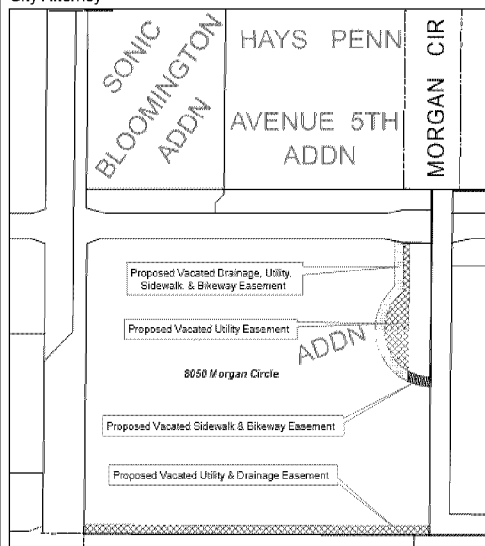 City Attorney
SONIC
BLOOMINGTON
ADDN
HAYS PENN
AVENUE 5TH
ADDN
MORGAN CIR
Proposed Vacated Drainage, Utility,
Sidewalk, & Bikeway Easement
Proposed Vacated Utility Easement
ADDN
8050 Morgan Circle
Proposed Vacated Sidewalk & Bikeway Easement
Proposed Vacated Utility & Drainage Easement